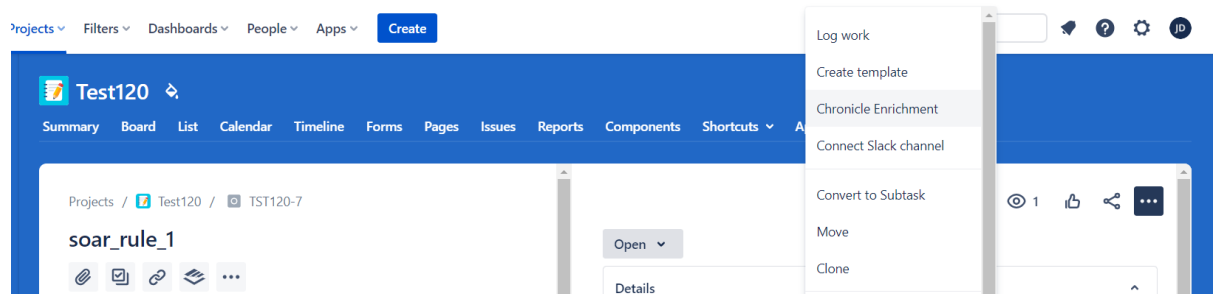 Projects Filters Dashboards People Apps Create
JD
Test120
Summary Board List Calendar Timeline Forms Pages Issues Reports Components Shortcuts
Log work
Create template
Chronicle Enrichment
Connect Slack channel
Convert to Subtask
Move
Clone
Projects / Test120 / TST120-7
1
soar_rule_1
Open
Details